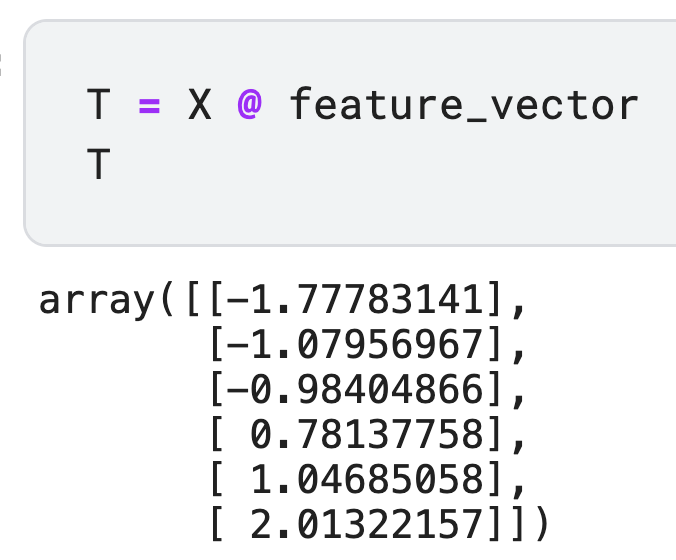 T = X @ feature_vector
T
array([[-1.77783141],
[-1.07956967],
[-0.98404866],
[ 0.78137758],
[ 1.04685058],
[ 2.01322157]])